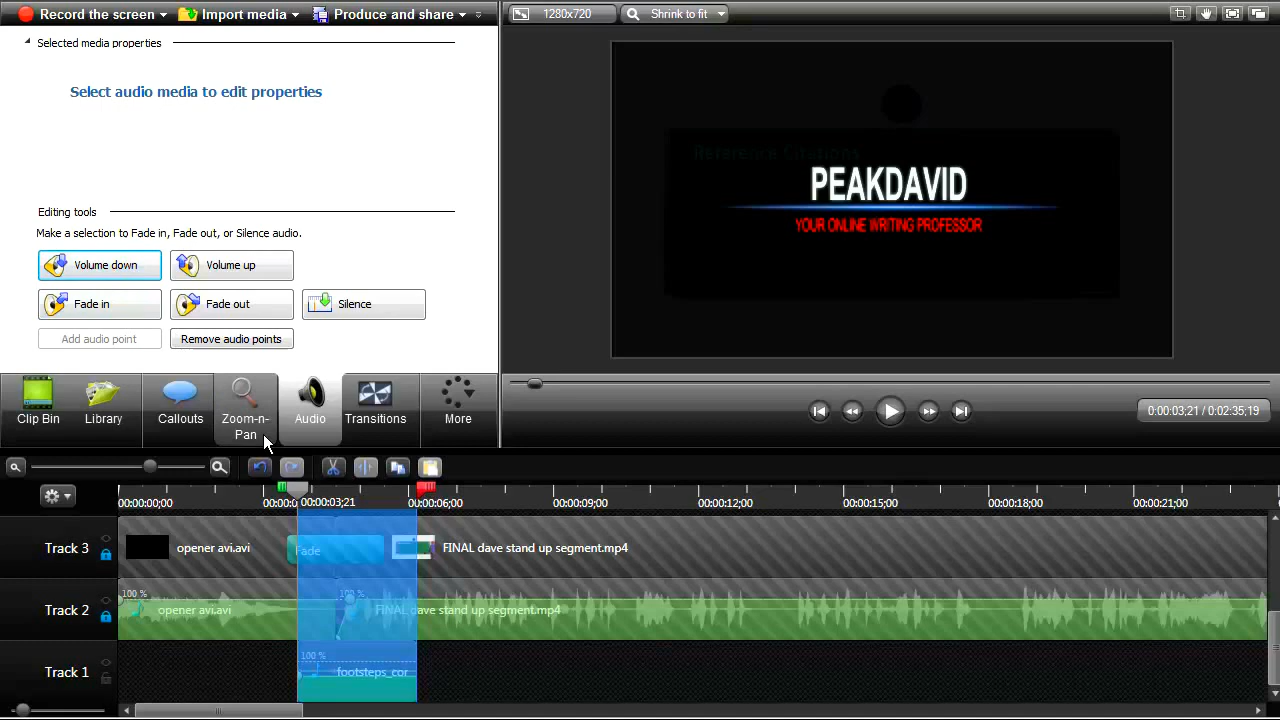 Record the screen
Import media
Produce and share
1280x720
Shrink to fit
Selected media properties
Select audio media to edit properties
Reference Citations
PEAKDAVID
YOUR ONLINE WRITING PROFESSOR
Editing tools
Make a selection to Fade in, Fade out, or Silence audio.
Volume down
Volume up
Fade in
Fade out
Silence
Add audio point
Remove audio points
Clip Bin
Library
Callouts
Zoom-n-
Pan
Audio
Transitions
More
0:00:03;21 / 0:02:35;19
00:00:00;00
00:00:03;21
00:00:06;00
00:00:09;00
00:00:12;00
00:00:15;00
00:00:18;00
00:00:21;00
Track 3
opener avi.avi
Fade
FINAL dave stand up segment.mp4
Track 2
100 %
opener avi.avi
100 %
FINAL dave stand up segment.mp4
Track 1
100 %
footsteps_cor